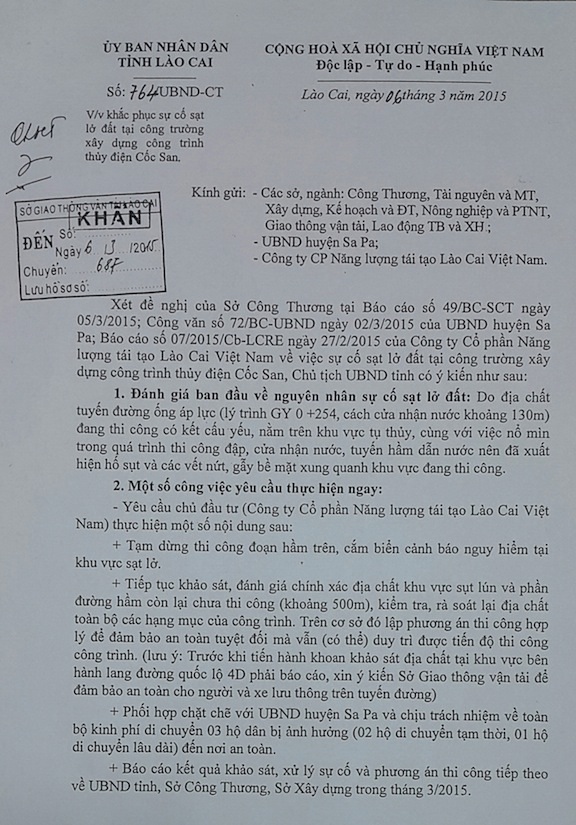 ỦY BAN NHÂN DÂN
TỈNH LÀO CAI
Số: 764/UBND-CT
V/v khắc phục sự cố sạt
lở đất tại công trường
xây dựng công trình
thủy điện Cốc San.
CỘNG HOÀ XÃ HỘI CHỦ NGHĨA VIỆT NAM
Độc lập - Tự do - Hạnh phúc
Lào Cai, ngày 06 tháng 3 năm 2015
SỞ GIAO THÔNG VẬN TẢI LÀO CAI
KHẨN
ĐẾN Số:
Ngày 6 / 3 /2015
Chuyển: 687
Lưu hồ sơ số:
Kính gửi: - Các sở, ngành: Công Thương, Tài nguyên và MT,
Xây dựng, Kế hoạch và ĐT, Nông nghiệp và PTNT,
Giao thông vận tải, Lao động TB và XH;
- UBND huyện Sa Pa;
- Công ty CP Năng lượng tái tạo Lào Cai Việt Nam.
Xét đề nghị của Sở Công Thương tại Báo cáo số 49/BC-SCT ngày
05/3/2015; Công văn số 72/BC-UBND ngày 02/3/2015 của UBND huyện Sa
Pa; Báo cáo số 07/2015/Cb-LCRE ngày 27/2/2015 của Công ty Cổ phần Năng
lượng tái tạo Lào Cai Việt Nam về việc sự cố sạt lở đất tại công trường xây
dựng công trình thủy điện Cốc San, Chủ tịch UBND tỉnh có ý kiến như sau:
1. Đánh giá ban đầu về nguyên nhân sự cố sạt lở đất: Do địa chất
tuyến đường ống áp lực (lý trình GY 0 +254, cách cửa nhận nước khoảng 130m)
đang thi công có kết cấu yếu, nằm trên khu vực tụ thủy, cùng với việc nổ mìn
trong quá trình thi công đập, cửa nhận nước, tuyến hầm dẫn nước nên đã xuất
hiện hố sụt và các vết nứt, gẫy bề mặt xung quanh khu vực đang thi công.
2. Một số công việc yêu cầu thực hiện ngay:
- Yêu cầu chủ đầu tư (Công ty Cổ phần Năng lượng tái tạo Lào Cai Việt
Nam) thực hiện một số nội dung sau:
+ Tạm dừng thi công đoạn hầm trên, cắm biển cảnh báo nguy hiểm tại
khu vực sạt lở.
+ Tiếp tục khảo sát, đánh giá chính xác địa chất khu vực sụt lún và phần
đường hầm còn lại chưa thi công (khoảng 500m), kiểm tra, rà soát lại địa chất
toàn bộ các hạng mục của công trình. Trên cơ sở đó lập phương án thi công hợp
lý để đảm bảo an toàn tuyệt đối mà vẫn (có thể) duy trì được tiến độ thi công
công trình. (lưu ý: Trước khi tiến hành khoan khảo sát địa chất tại khu vực bên
hành lang đường quốc lộ 4D phải báo cáo, xin ý kiến Sở Giao thông vận tải để
đảm bảo an toàn cho người và xe lưu thông trên tuyến đường)
+ Phối hợp chặt chẽ với UBND huyện Sa Pa và chịu trách nhiệm về toàn
bộ kinh phí di chuyển 03 hộ dân bị ảnh hưởng (02 hộ di chuyển tạm thời, 01 hộ
di chuyển lâu dài) đến nơi an toàn.
+ Báo cáo kết quả khảo sát, xử lý sự cố và phương án thi công tiếp theo
về UBND tỉnh, Sở Công Thương, Sở Xây dựng trong tháng 3/2015.